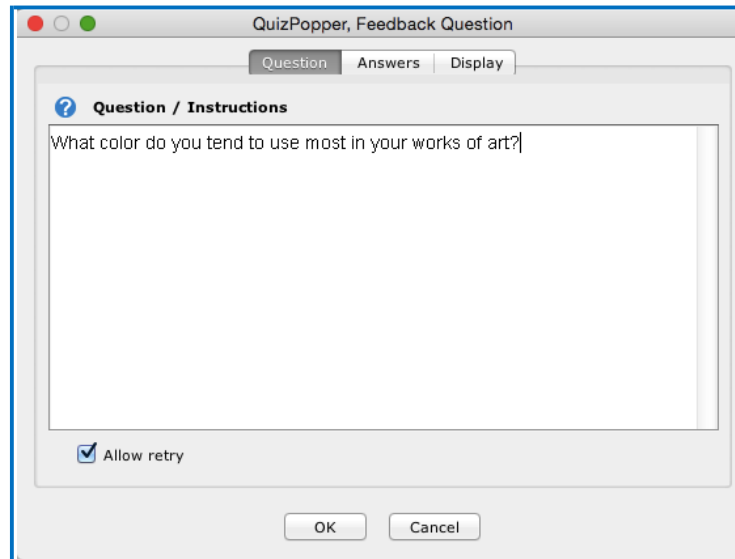 QuizPopper, Feedback Question
Question Answers Display
? Question / Instructions
What color do you tend to use most in your works of art?
Allow retry
OK Cancel